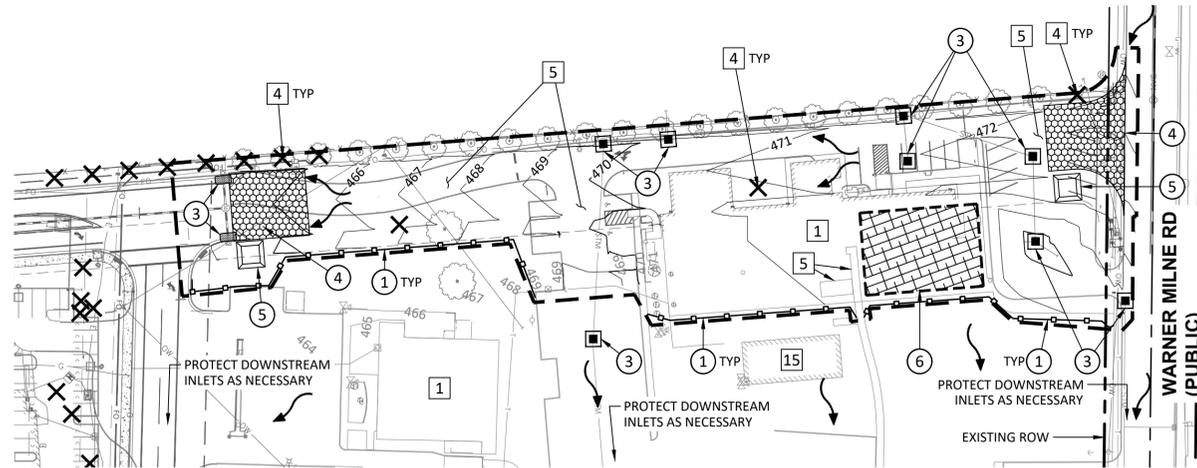 3
5
4
TYP
4
TYP
5
4
TYP
472
4
471
470
469
468
467
466
3
3
5
3
1
5
4
1
TYP
5
469
469
469
471
468
467
466
465
464
3
1
TYP
6
TYP
1
3
15
1
PROTECT DOWNSTREAM
INLETS AS NECESSARY
PROTECT DOWNSTREAM
INLETS AS NECESSARY
PROTECT DOWNSTREAM
INLETS AS NECESSARY
EXISTING ROW
WARNER MILNE RD
(PUBLIC)